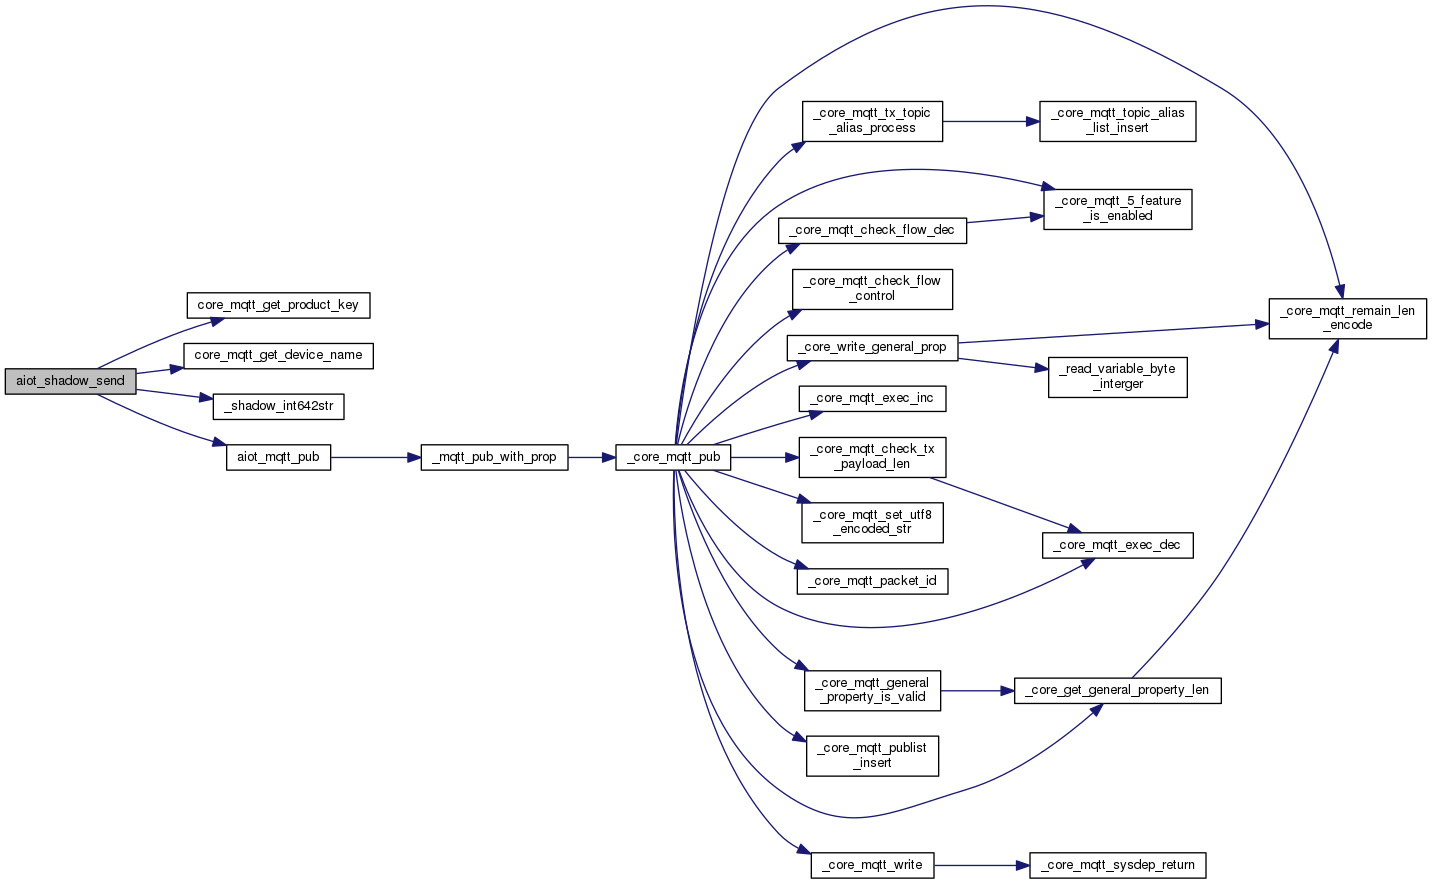 aiot_shadow_send
core_mqtt_get_product_key
core_mqtt_get_device_name
_shadow_int642str
aiot_mqtt_pub
_mqtt_pub_with_prop
_core_mqtt_pub
_core_mqtt_tx_topic
_alias_process
_core_mqtt_check_flow_dec
_core_mqtt_check_flow
_control
_core_write_general_prop
_core_mqtt_exec_inc
_core_mqtt_check_tx
_payload_len
_core_mqtt_set_utf8
_encoded_str
_core_mqtt_packet_id
_core_mqtt_general
_property_is_valid
_core_mqtt_publist
_insert
_core_mqtt_write
_core_mqtt_topic_alias
_list_insert
_core_mqtt_5_feature
_is_enabled
_read_variable_byte
_interger
_core_mqtt_exec_dec
_core_get_general_property_len
_core_mqtt_sysdep_return
_core_mqtt_remain_len
_encode